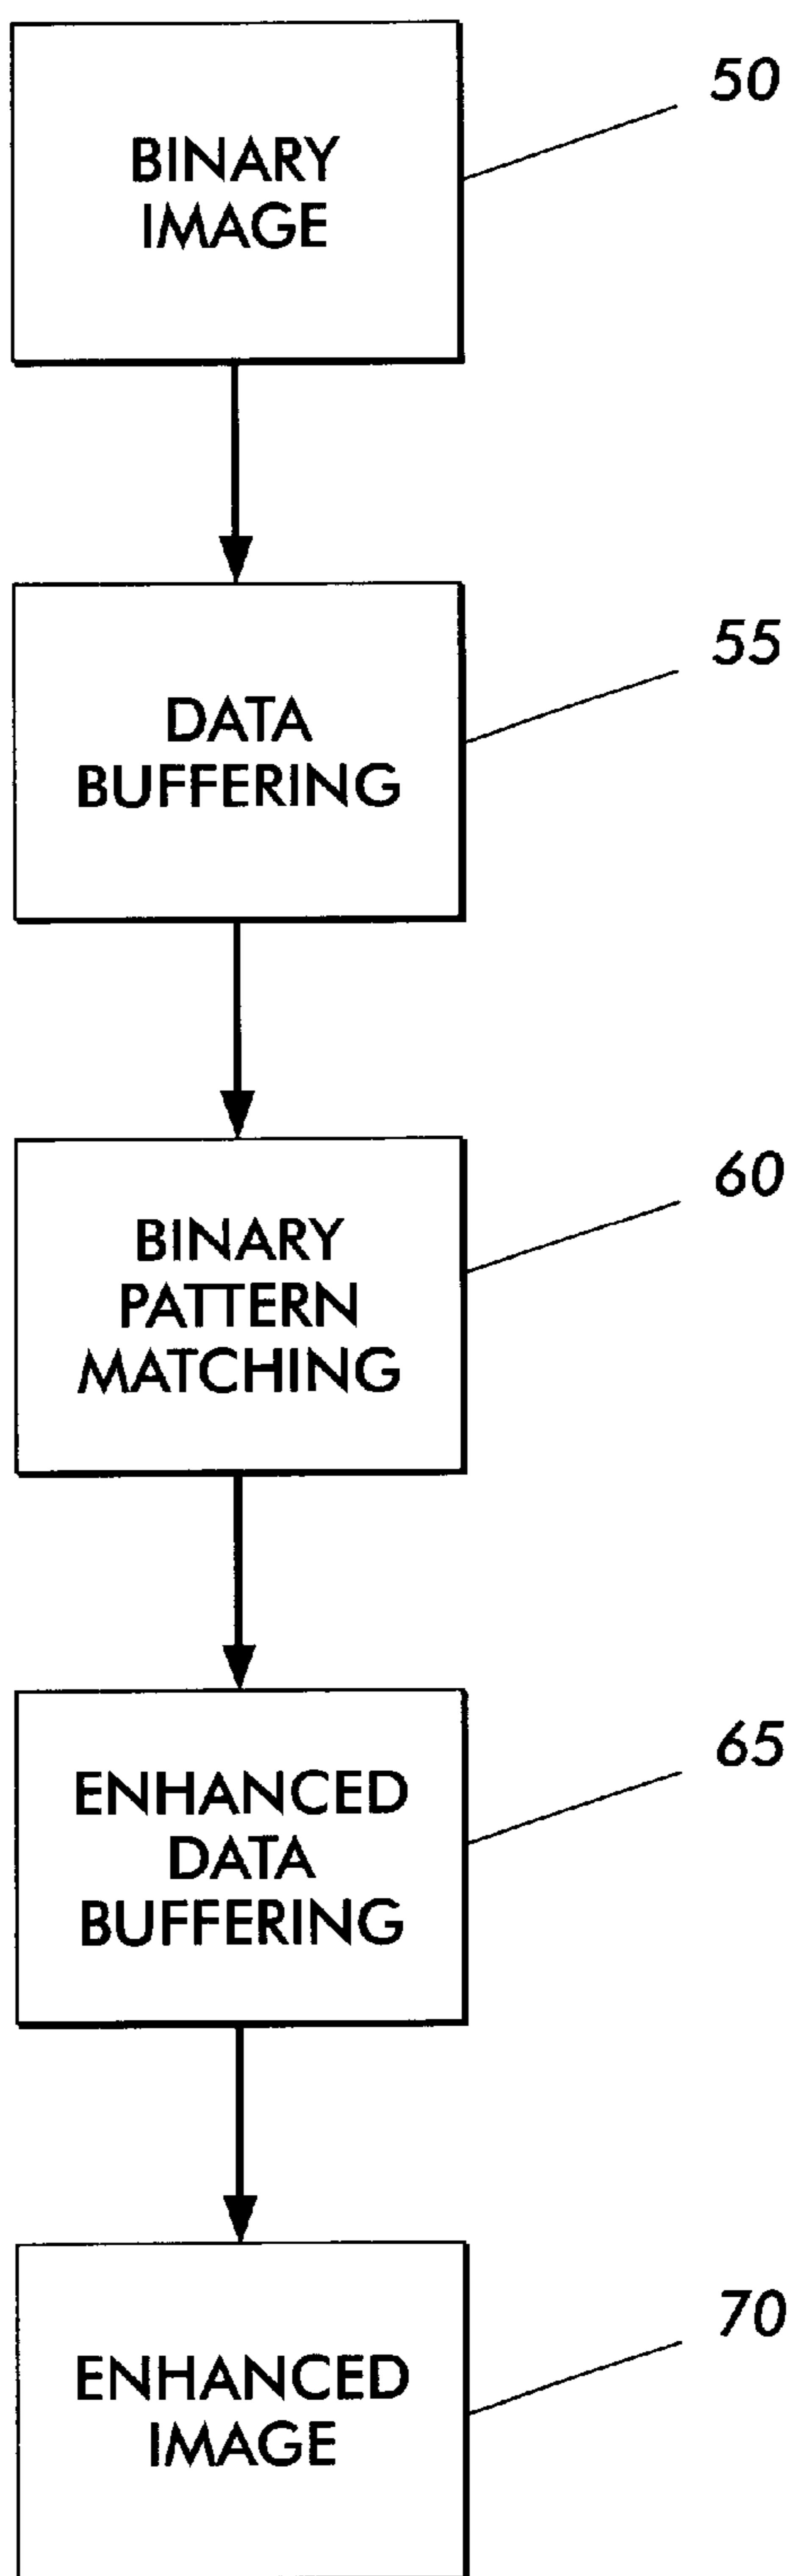 BINARY
IMAGE
50
DATA
BUFFERING
55
BINARY
PATTERN
MATCHING
60
ENHANCED
DATA
BUFFERING
65
ENHANCED
IMAGE
70